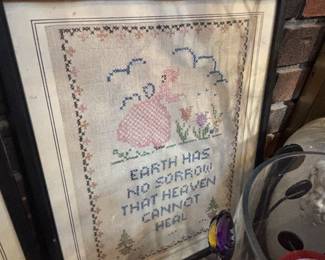 EARTH HAS
NO SORROW
THAT HEAVEN
CANNOT
HEAL